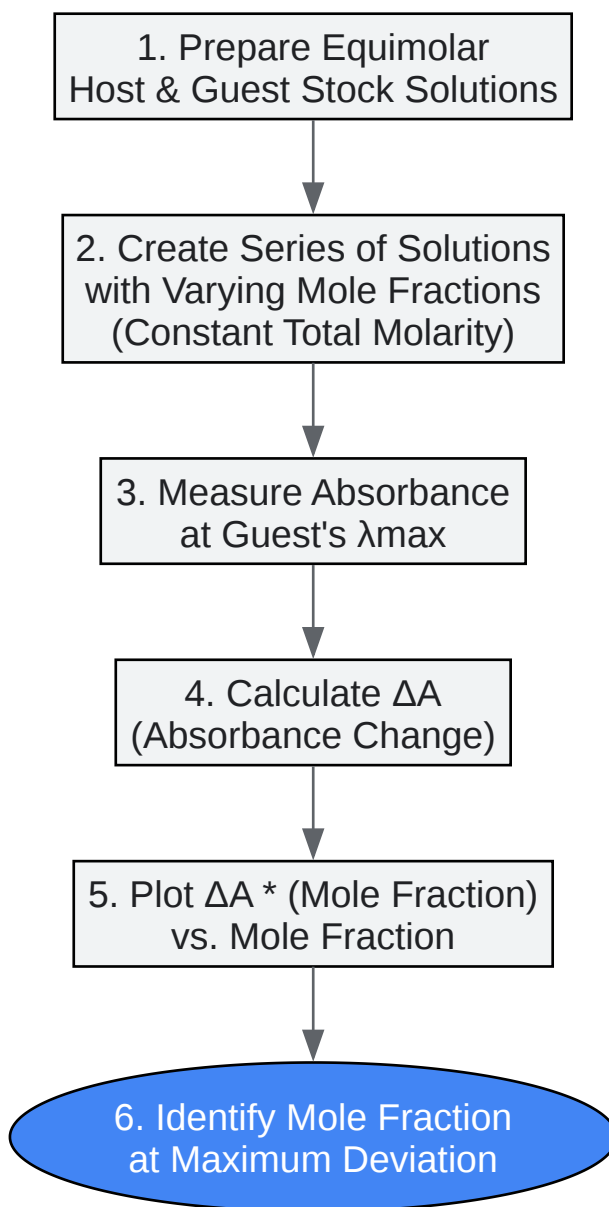 1. Prepare Equimolar
Host & Guest Stock Solutions
2. Create Series of Solutions
with Varying Mole Fractions
(Constant Total Molarity)
3. Measure Absorbance
at Guest's λmax
4. Calculate ΔA
(Absorbance Change)
5. Plot ΔA * (Mole Fraction)
vs. Mole Fraction
6. Identify Mole Fraction
at Maximum Deviation